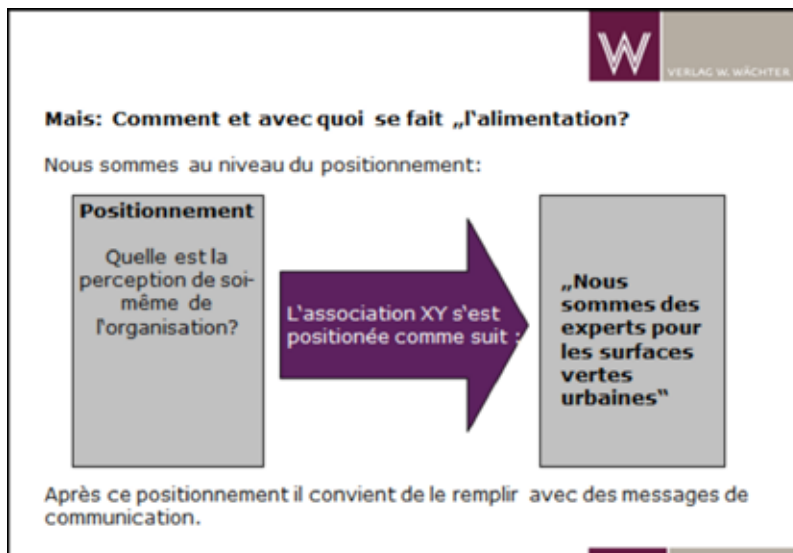 W
VERLAG W. WÄCHTER
Mais: Comment et avec quoi se fait „l'alimentation?
Nous sommes au niveau du positionnement:
Positionnement
Quelle est la
perception de soi-
même de
l'organisation?
L'association XY s'est
positionée comme suit :
„Nous
sommes des
experts pour
les surfaces
vertes
urbaines“
Après ce positionnement il convient de le remplir avec des messages de
communication.